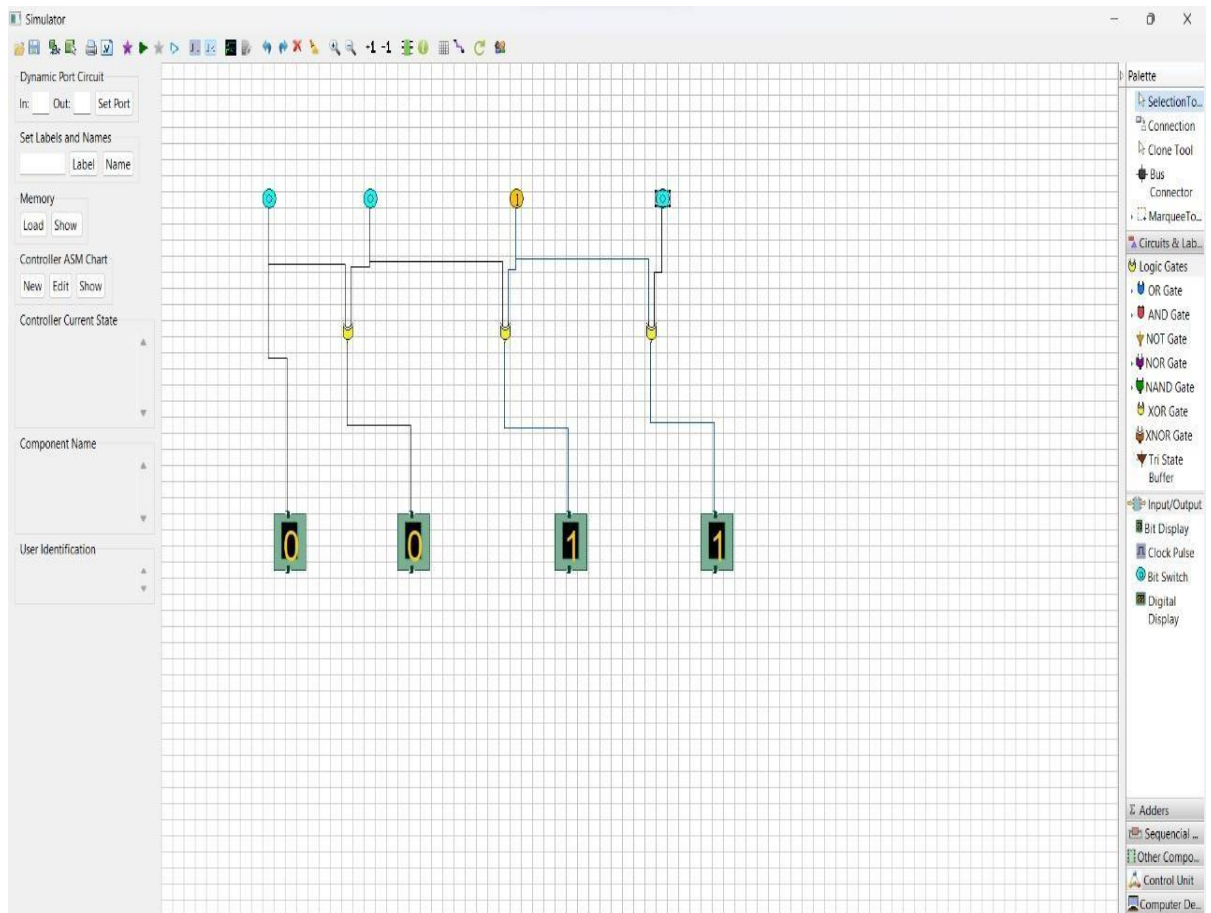 Simulator
-1 -1
Dynamic Port Circuit
In: Out: Set Port
Set Labels and Names
Label Name
Memory
Load Show
Controller ASM Chart
New Edit Show
Controller Current State
Component Name
User Identification
1
0 0 1 1
Palette
SelectionTo...
Connection
Clone Tool
Bus
Connector
MarqueeTo...
Circuits & Lab...
Logic Gates
OR Gate
AND Gate
NOT Gate
NOR Gate
NAND Gate
XOR Gate
XNOR Gate
Tri State
Buffer
Input/Output
Bit Display
Clock Pulse
Bit Switch
Digital
Display
Σ Adders
Sequential ...
Other Compo...
Control Unit
Computer De...